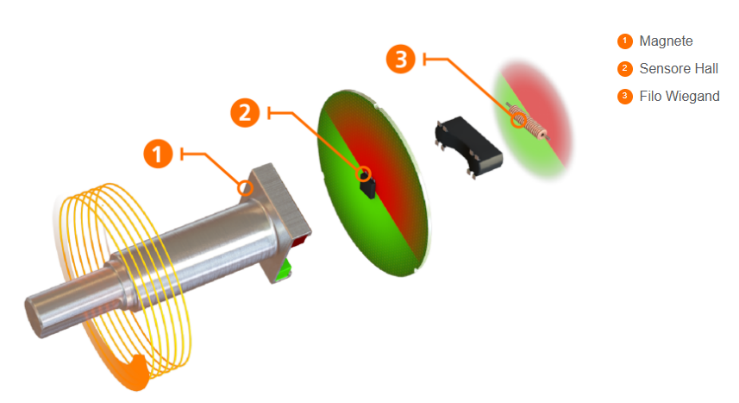 1
2
3
1 Magnete
2 Sensore Hall
3 Filo Wiegand